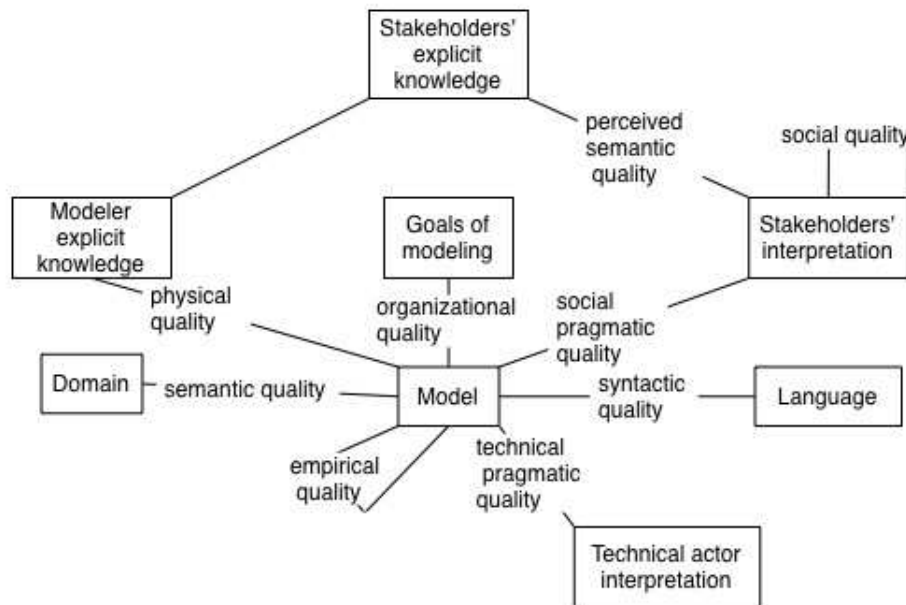 Stakeholders'
explicit
knowledge
perceived
semantic
quality
social quality
Modeler
explicit
knowledge
Goals of
modeling
Stakeholders'
interpretation
physical
quality
organizational
quality
social
pragmatic
quality
Domain
semantic quality
Model
syntactic
quality
Language
empirical
quality
technical
pragmatic
quality
Technical actor
interpretation